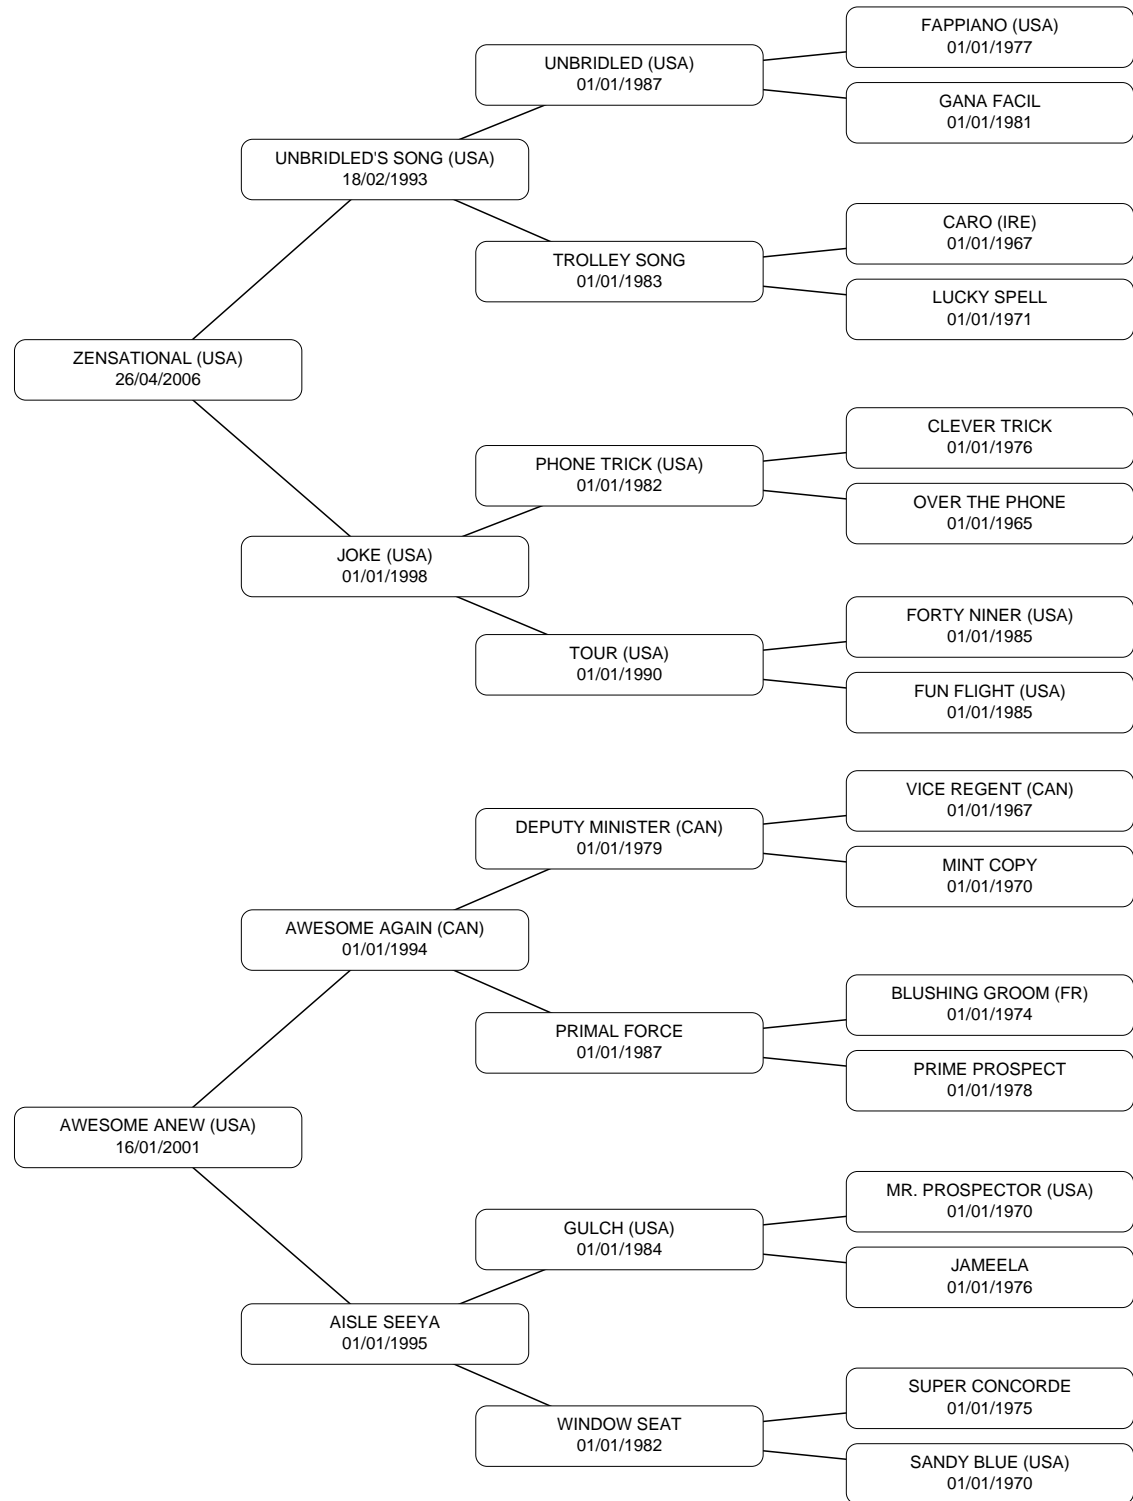 FAPPIANO (USA)
01/01/1977
UNBRIDLED (USA)
01/01/1987
GANA FACIL
01/01/1981
UNBRIDLED'S SONG (USA)
18/02/1993
CARO (IRE)
01/01/1967
TROLLEY SONG
01/01/1983
LUCKY SPELL
01/01/1971
ZENSATIONAL (USA)
26/04/2006
CLEVER TRICK
01/01/1976
PHONE TRICK (USA)
01/01/1982
OVER THE PHONE
01/01/1965
JOKE (USA)
01/01/1998
FORTY NINER (USA)
01/01/1985
TOUR (USA)
01/01/1990
FUN FLIGHT (USA)
01/01/1985
VICE REGENT (CAN)
01/01/1967
DEPUTY MINISTER (CAN)
01/01/1979
MINT COPY
01/01/1970
AWESOME AGAIN (CAN)
01/01/1994
BLUSHING GROOM (FR)
01/01/1974
PRIMAL FORCE
01/01/1987
PRIME PROSPECT
01/01/1978
AWESOME ANEW (USA)
16/01/2001
MR. PROSPECTOR (USA)
01/01/1970
GULCH (USA)
01/01/1984
JAMEELA
01/01/1976
AISLE SEEYA
01/01/1995
SUPER CONCORDE
01/01/1975
WINDOW SEAT
01/01/1982
SANDY BLUE (USA)
01/01/1970